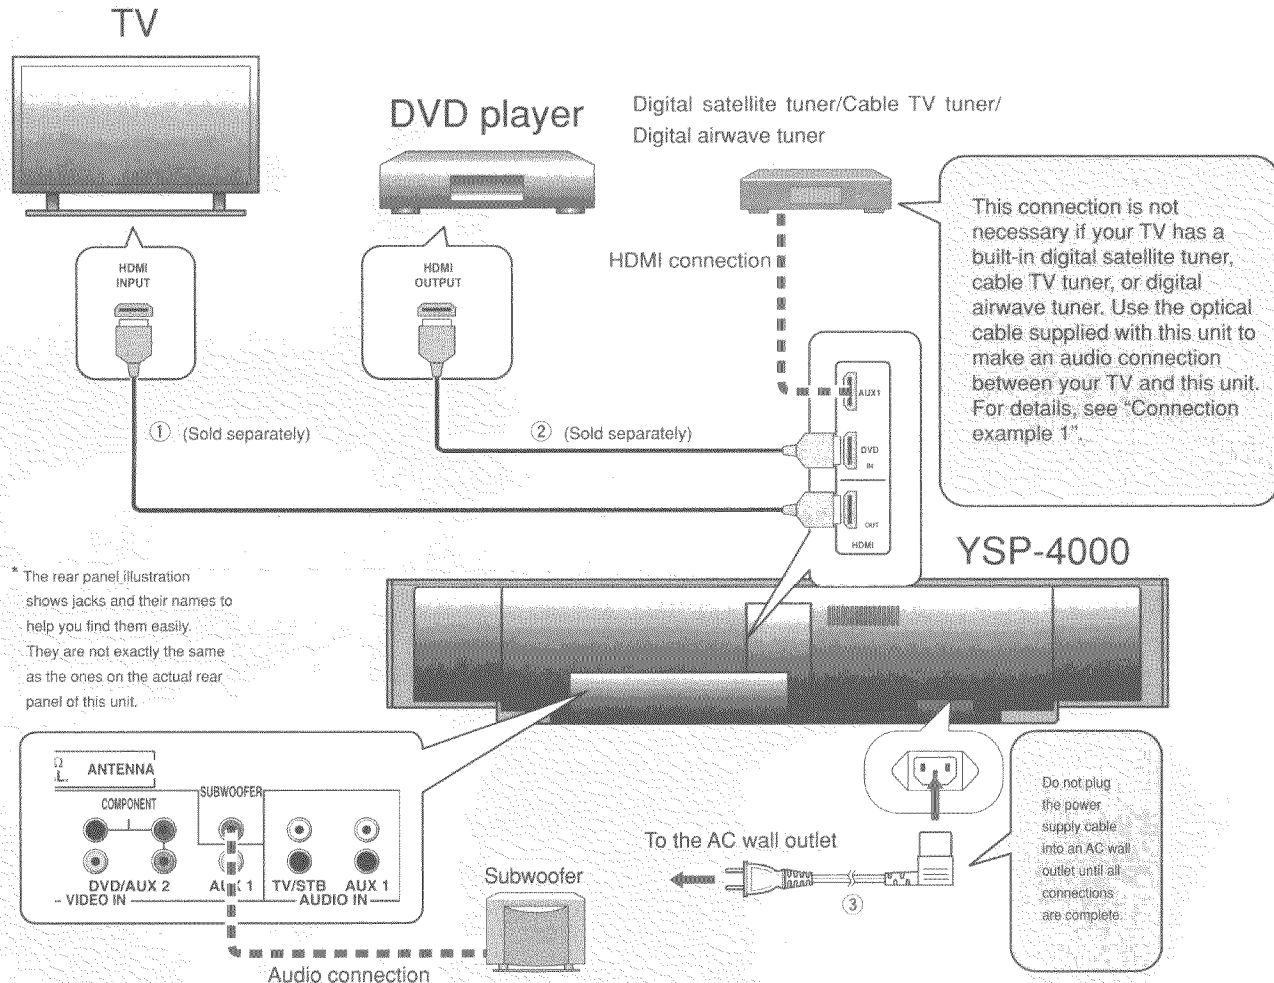 TV
DVD player
Digital satellite tuner/Cable TV tuner/
Digital airwave tuner
HDMI
INPUT
HDMI
OUTPUT
HDMI connection
This connection is not
necessary if your TV has a
built-in digital satellite tuner,
cable TV tuner, or digital
airwave tuner. Use the optical
cable supplied with this unit to
make an audio connection
between your TV and this unit.
For details, see “Connection
example 1”.
AUX1
① (Sold separately)
② (Sold separately)
DVD
IN
OUT
HDMI
YSP-4000
* The rear panel illustration
shows jacks and their names to
help you find them easily.
They are not exactly the same
as the ones on the actual rear
panel of this unit.
Ω
L.
ANTENNA
COMPONENT
SUBWOOFER
DVD/AUX 2
AUX 1
TV/STB
AUX 1
VIDEO IN
AUDIO IN
Subwoofer
Audio connection
To the AC wall outlet
③
Do not plug
the power
supply cable
into an AC wall
outlet until all
connections
are complete.